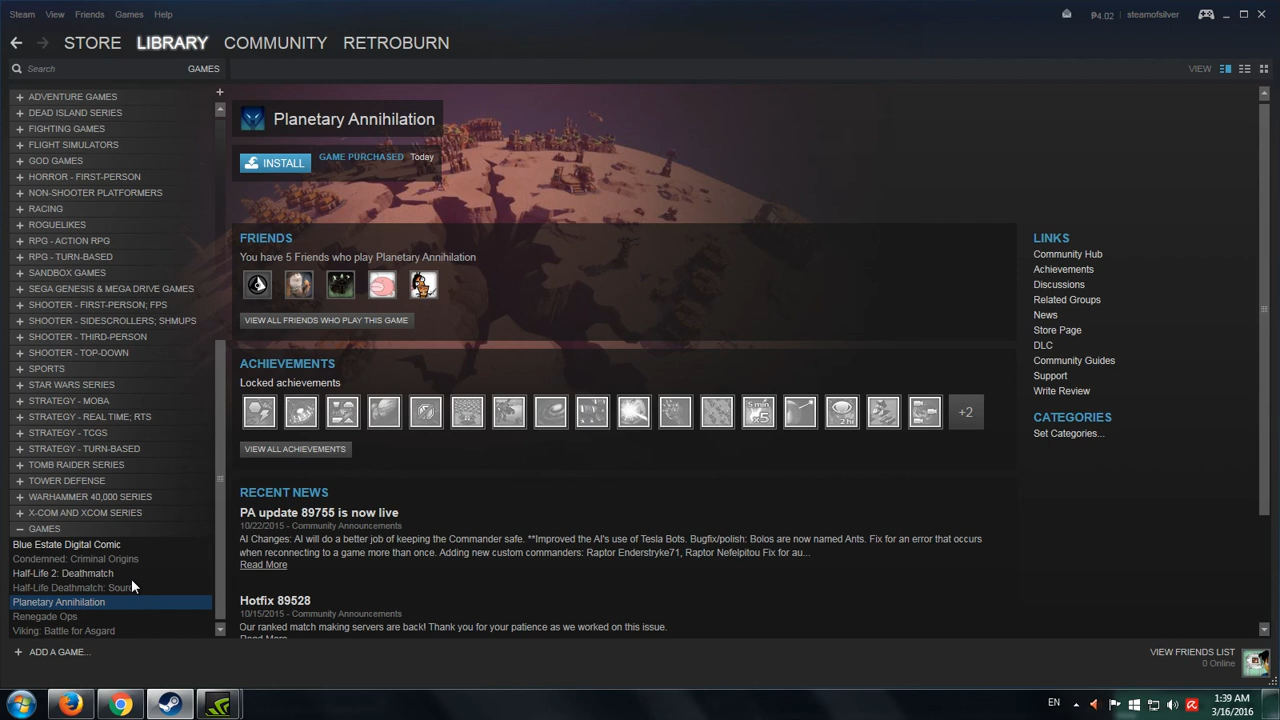 Steam View Friends Games Help
₱4.02 steamofsilver
STORE LIBRARY COMMUNITY RETROBURN
Search GAMES
VIEW
+ ADVENTURE GAMES
+ DEAD ISLAND SERIES
+ FIGHTING GAMES
+ FLIGHT SIMULATORS
+ GOD GAMES
+ HORROR - FIRST-PERSON
+ NON-SHOOTER PLATFORMERS
+ RACING
+ ROGUELIKES
+ RPG - ACTION RPG
+ RPG - TURN-BASED
+ SANDBOX GAMES
+ SEGA GENESIS & MEGA DRIVE GAMES
+ SHOOTER - FIRST-PERSON; FPS
+ SHOOTER - SIDESCROLLERS; SHMUPS
+ SHOOTER - THIRD-PERSON
+ SHOOTER - TOP-DOWN
+ SPORTS
+ STAR WARS SERIES
+ STRATEGY - MOBA
+ STRATEGY - REAL TIME; RTS
+ STRATEGY - TCGS
+ STRATEGY - TURN-BASED
+ TOMB RAIDER SERIES
+ TOWER DEFENSE
+ WARHAMMER 40,000 SERIES
+ X-COM AND XCOM SERIES
− GAMES
Blue Estate Digital Comic
Condemned: Criminal Origins
Half-Life 2: Deathmatch
Half-Life Deathmatch: Sour
Planetary Annihilation
Renegade Ops
Viking: Battle for Asgard
+ ADD A GAME...
Planetary Annihilation
INSTALL GAME PURCHASED Today
FRIENDS
You have 5 Friends who play Planetary Annihilation
VIEW ALL FRIENDS WHO PLAY THIS GAME
ACHIEVEMENTS
Locked achievements
5 min x5
2 hr
+2
VIEW ALL ACHIEVEMENTS
RECENT NEWS
PA update 89755 is now live
10/22/2015 - Community Announcements
AI Changes: AI will do a better job of keeping the Commander safe. **Improved the AI's use of Tesla Bots. Bugfix/polish: Bolos are now named Ants. Fix for an error that occurs
when reconnecting to a game more than once. Adding new custom commanders: Raptor Enderstryke71, Raptor Nefelpitou Fix for au...
Read More
Hotfix 89528
10/15/2015 - Community Announcements
Our ranked match making servers are back! Thank you for your patience as we worked on this issue.
Read More
LINKS
Community Hub
Achievements
Discussions
Related Groups
News
Store Page
DLC
Community Guides
Support
Write Review
CATEGORIES
Set Categories...
VIEW FRIENDS LIST
0 Online
EN
1:39 AM
3/16/2016